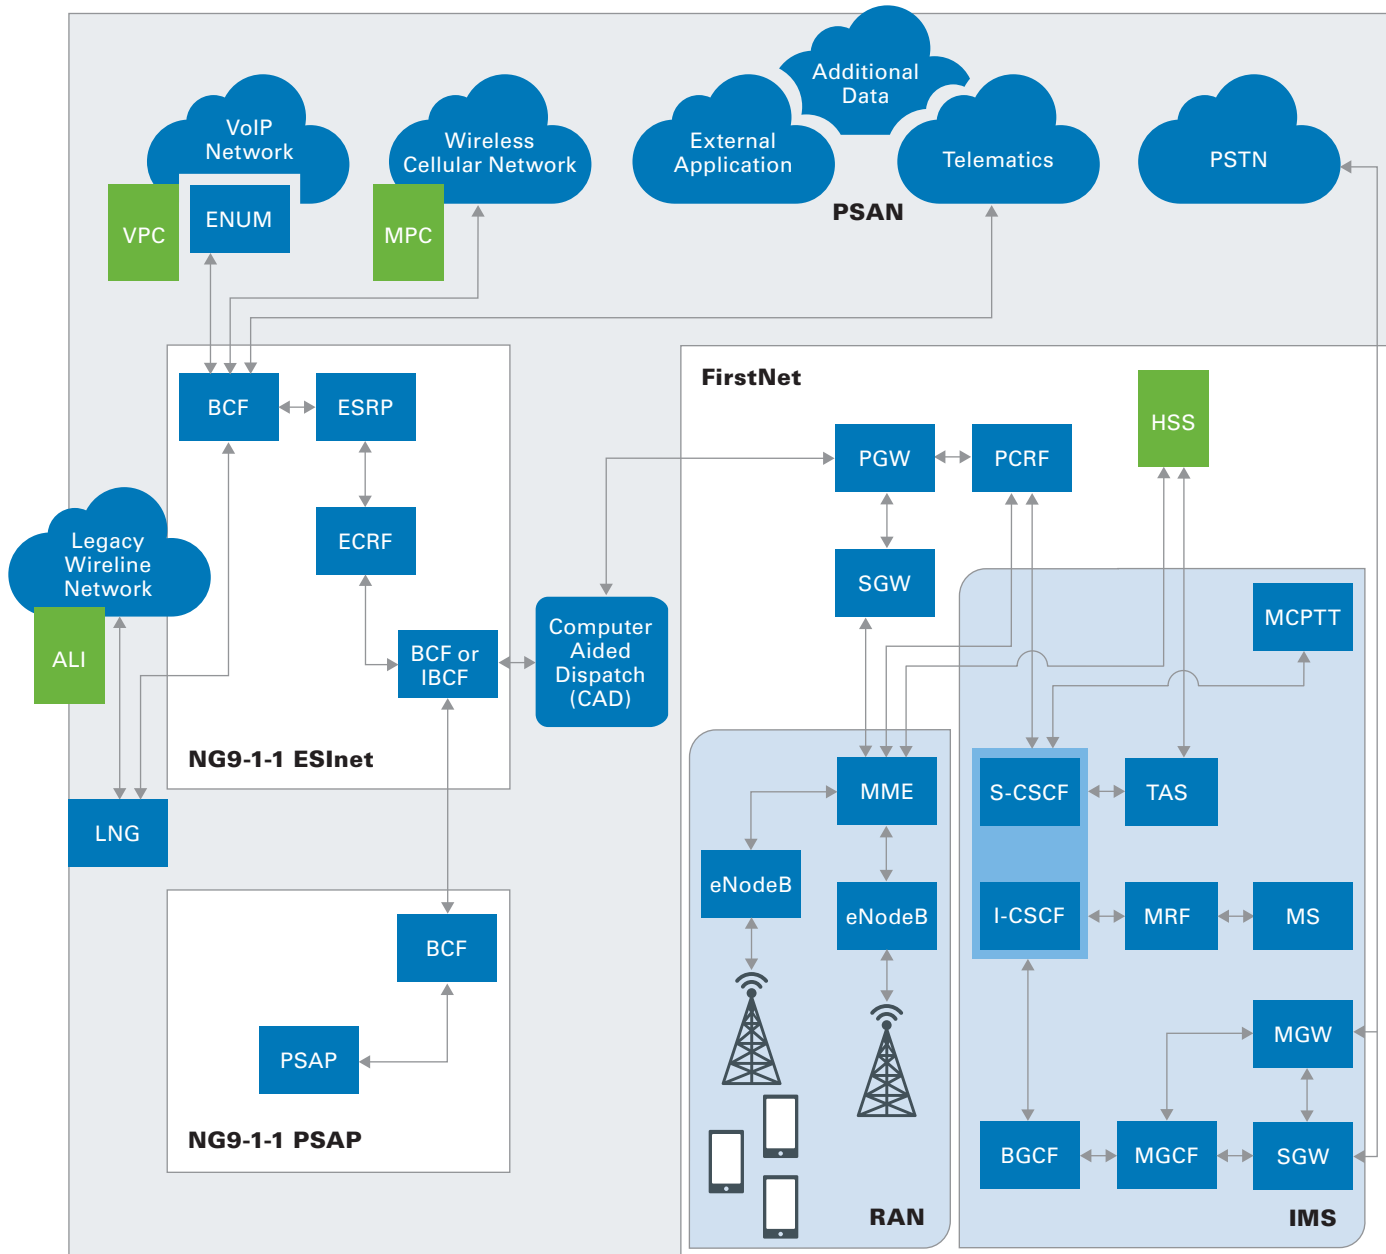 Additional
Data
VoIP
Network
Wireless
Cellular Network
External
Application
Telematics
PSTN
PSAN
VPC
ENUM
MPC
FirstNet
BCF
ESRP
HSS
PGW
PCRF
Legacy
Wireline
Network
ECRF
SGW
ALI
BCF or
IBCF
Computer
Aided
Dispatch
(CAD)
MCPTT
NG9-1-1 ESInet
MME
S-CSCF
TAS
LNG
eNodeB
eNodeB
I-CSCF
MRF
MS
BCF
PSAP
MGW
NG9-1-1 PSAP
BGCF
MGCF
SGW
RAN
IMS